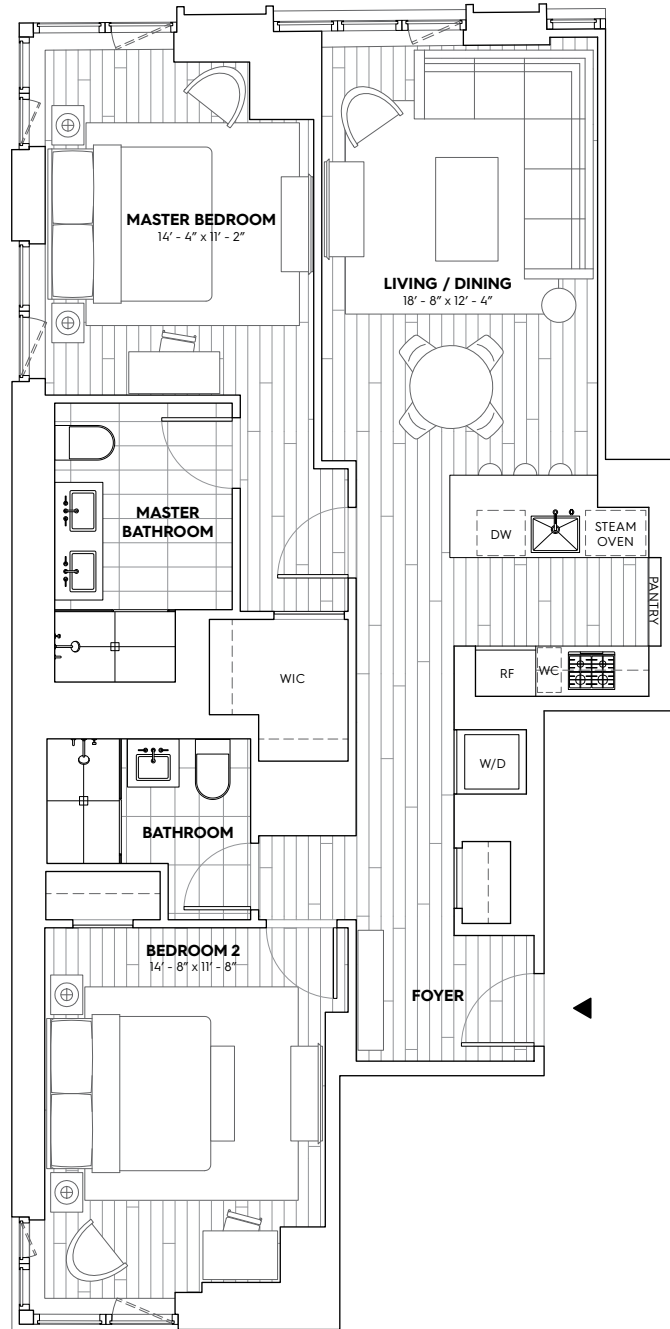 MASTER BEDROOM
14' - 4" x 11' - 2"
LIVING / DINING
18' - 8" x 12' - 4"
MASTER
BATHROOM
DW
STEAM
OVEN
PANTRY
RF
WC
WIC
W/D
BATHROOM
BEDROOM 2
14' - 8" x 11' - 8"
FOYER